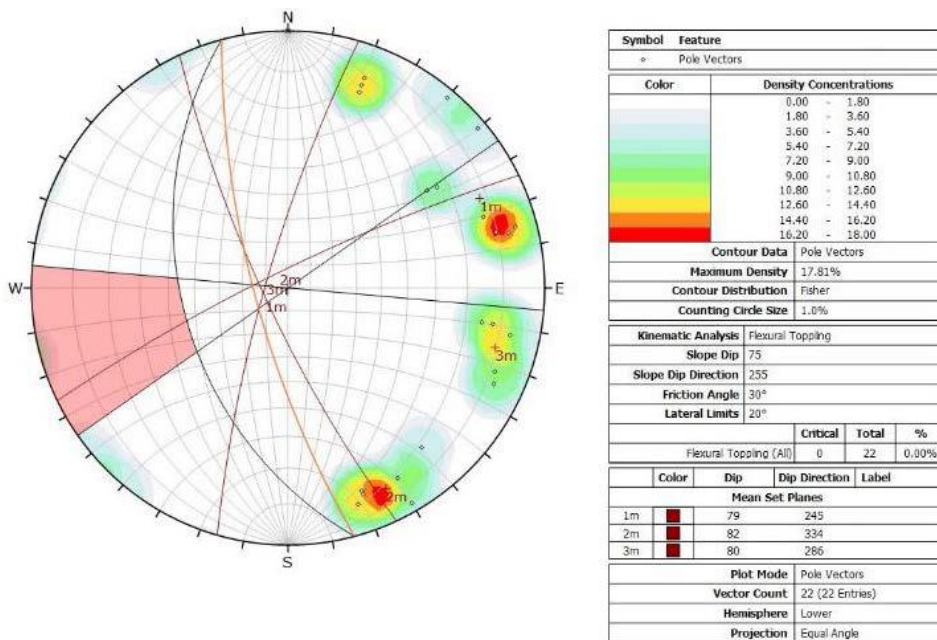 N
W
E
S
1m
2m
3m
1m
3m
2m
Symbol Feature
Pole Vectors
Color Density Concentrations
0.00 - 1.80
1.80 - 3.60
3.60 - 5.40
5.40 - 7.20
7.20 - 9.00
9.00 - 10.80
10.80 - 12.60
12.60 - 14.40
14.40 - 16.20
16.20 - 18.00
Contour Data Pole Vectors
Maximum Density 17.81%
Contour Distribution Fisher
Counting Circle Size 1.0%
Kinematic Analysis Flexural Toppling
Slope Dip 75
Slope Dip Direction 255
Friction Angle 30°
Lateral Limits 20°
Critical Total %
Flexural Toppling (All) 0 22 0.00%
Color Dip Dip Direction Label
Mean Set Planes
1m 79 245
2m 82 334
3m 80 286
Plot Mode Pole Vectors
Vector Count 22 (22 Entries)
Hemisphere Lower
Projection Equal Angle